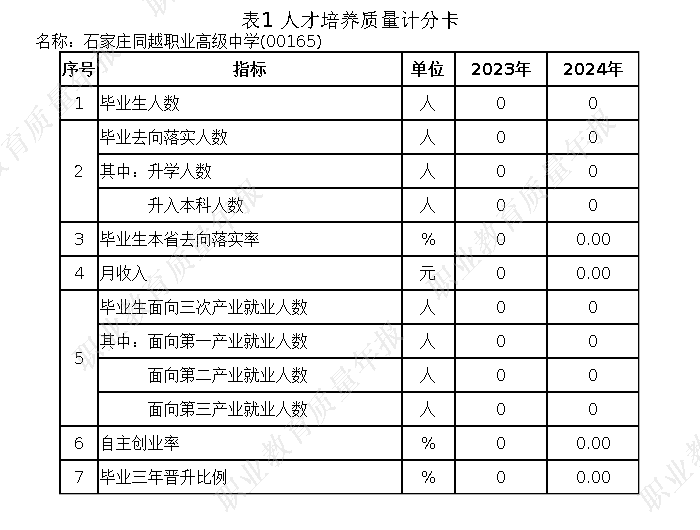 表1 人才培养质量计分卡
名称：石家庄同越职业高级中学(00165)
序号 指标 单位 2023年 2024年
1 毕业生人数 人 0 0
2 毕业去向落实人数 人 0 0
其中：升学人数 人 0 0
升入本科人数 人 0 0
3 毕业生本省去向落实率 % 0 0.00
4 月收入 元 0 0.00
5 毕业生面向三次产业就业人数 人 0 0
其中：面向第一产业就业人数 人 0 0
面向第二产业就业人数 人 0 0
面向第三产业就业人数 人 0 0
6 自主创业率 % 0 0.00
7 毕业三年晋升比例 % 0 0.00
职业教育质量年报